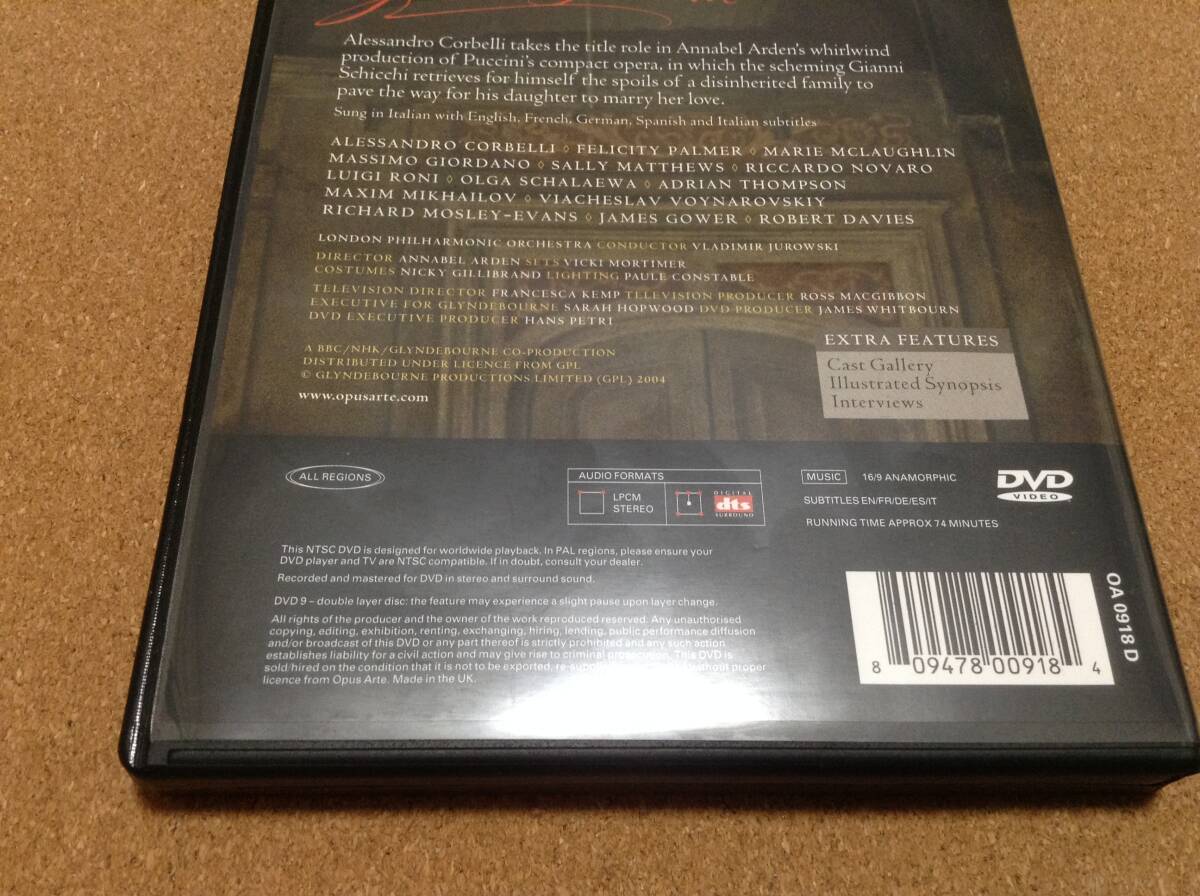 Alessandro Corbelli takes the title role in Annabel Arden's whirlwind
production of Puccini's compact opera, in which the scheming Gianni
Schicchi retrieves for himself the spoils of a disinherited family to
pave the way for his daughter to marry her love.
Sung in Italian with English, French, German, Spanish and Italian subtitles
ALESSANDRO CORBELLI ◊ FELICITY PALMER ◊ MARIE MCLAUGHLIN
MASSIMO GIORDANO ◊ SALLY MATTHEWS ◊ RICCARDO NOVARO
LUIGI RONI ◊ OLGA SCHALAEWA ◊ ADRIAN THOMPSON
MAXIM MIKHAILOV ◊ VIACHESLAV VOYNAROVSKIY
RICHARD MOSLEY-EVANS ◊ JAMES GOWER ◊ ROBERT DAVIES
LONDON PHILHARMONIC ORCHESTRA CONDUCTOR VLADIMIR JUROWSKI
DIRECTOR ANNABEL ARDEN SETS VICKI MORTIMER
COSTUMES NICKY GILLIBRAND LIGHTING PAULE CONSTABLE
TELEVISION DIRECTOR FRANCESCA KEMP TELEVISION PRODUCER ROSS MACGIBBON
EXECUTIVE FOR GLYNDEBOURNE SARAH HOPWOOD DVD PRODUCER JAMES WHITBOURN
DVD EXECUTIVE PRODUCER HANS PETRI
A BBC/NHK/GLYNDEBOURNE CO-PRODUCTION
DISTRIBUTED UNDER LICENCE FROM GPL
© GLYNDEBOURNE PRODUCTIONS LIMITED (GPL) 2004
www.opusarte.com
EXTRA FEATURES
Cast Gallery
Illustrated Synopsis
Interviews
ALL REGIONS
AUDIO FORMATS
LPCM
STEREO
DIGITAL
dts
SURROUND
MUSIC 16/9 ANAMORPHIC
SUBTITLES EN/FR/DE/ES/IT
RUNNING TIME APPROX 74 MINUTES
DVD
VIDEO
This NTSC DVD is designed for worldwide playback. In PAL regions, please ensure your
DVD player and TV are NTSC compatible. If in doubt, consult your dealer.
Recorded and mastered for DVD in stereo and surround sound.
DVD 9 – double layer disc: the feature may experience a slight pause upon layer change.
All rights of the producer and the owner of the work reproduced reserved. Any unauthorised
copying, editing, exhibition, renting, exchanging, hiring, lending, public performance diffusion
and/or broadcast of this DVD or any part thereof is strictly prohibited and any such action
establishes liability for a civil action and may give rise to criminal prosecution. This DVD is
sold/hired on the condition that it is not to be exported, without proper
licence from Opus Arte. Made in the UK.
8 09478 00918 4
OA 0918 D